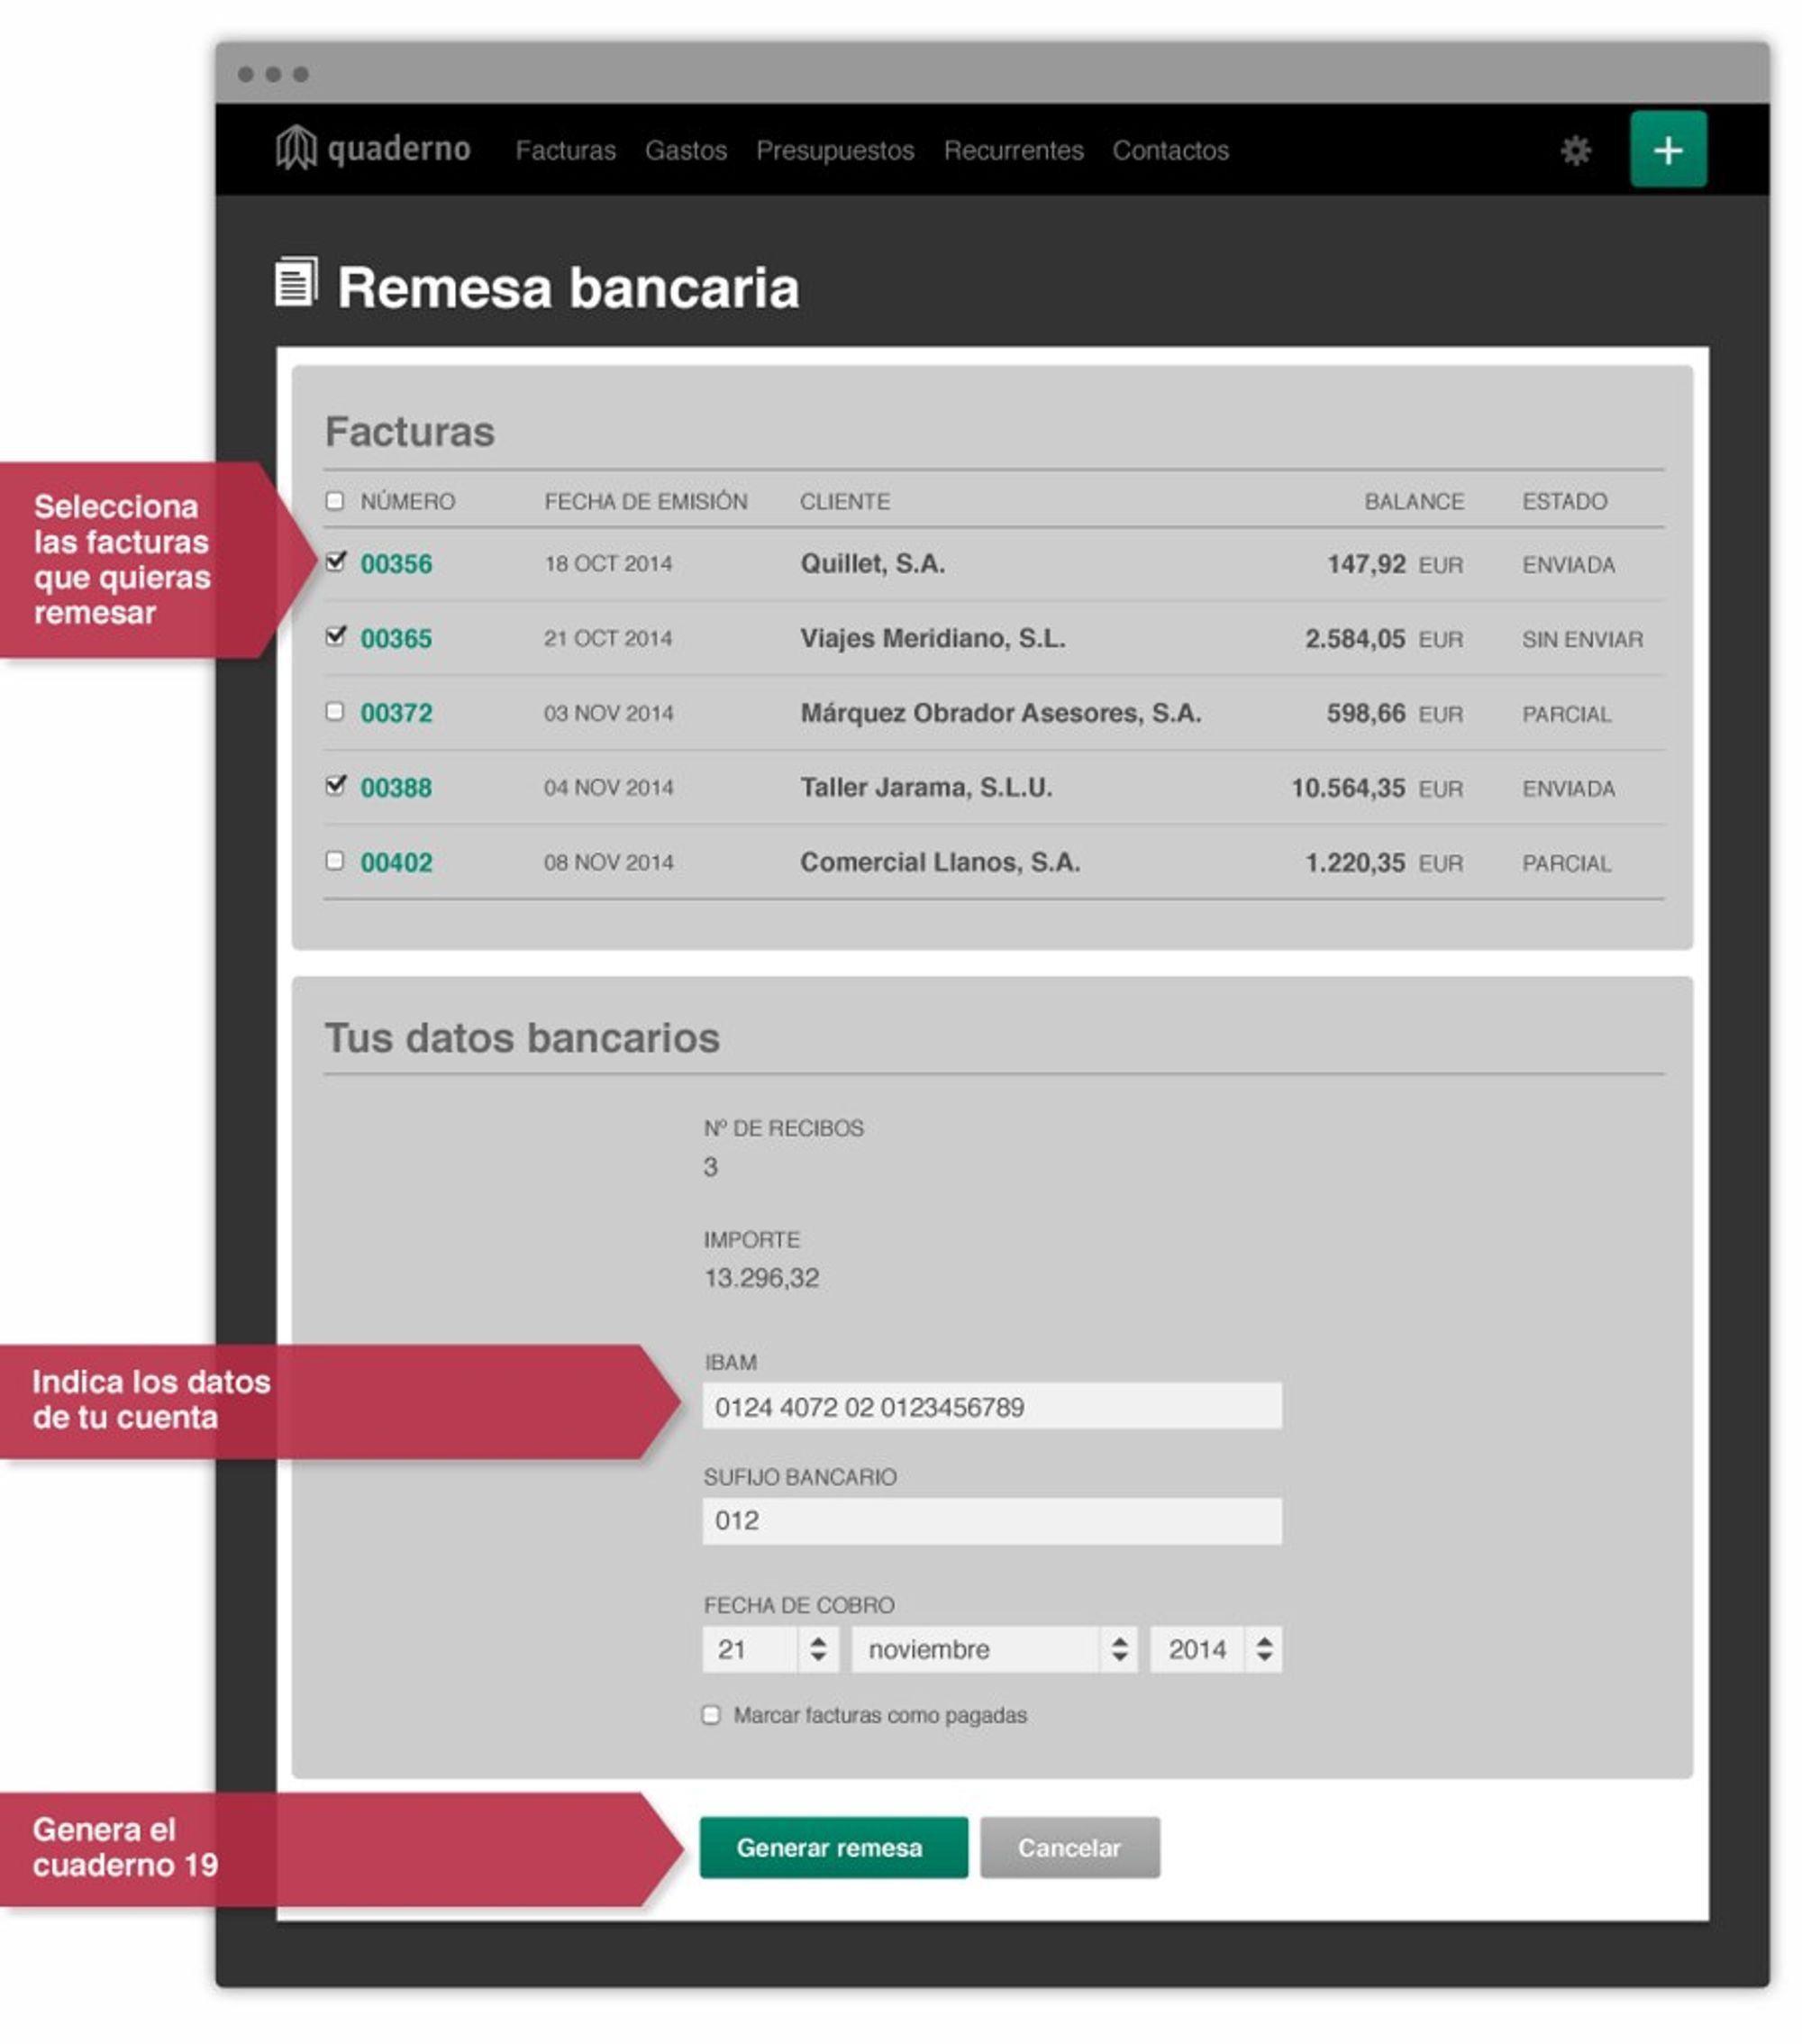 quaderno Facturas Gastos Presupuestos Recurrentes Contactos +
Remesa bancaria
Facturas
NÚMERO FECHA DE EMISIÓN CLIENTE BALANCE ESTADO
00356 18 OCT 2014 Quillet, S.A. 147,92 EUR ENVIADA
00365 21 OCT 2014 Viajes Meridiano, S.L. 2.584,05 EUR SIN ENVIAR
00372 03 NOV 2014 Márquez Obrador Asesores, S.A. 598,66 EUR PARCIAL
00388 04 NOV 2014 Taller Jarama, S.L.U. 10.564,35 EUR ENVIADA
00402 08 NOV 2014 Comercial Llanos, S.A. 1.220,35 EUR PARCIAL
Selecciona
las facturas
que quieras
remesar
Tus datos bancarios
Nº DE RECIBOS
3
IMPORTE
13.296,32
Indica los datos
de tu cuenta
IBAM
0124 4072 02 0123456789
SUFIJO BANCARIO
012
FECHA DE COBRO
21 noviembre 2014
Marcar facturas como pagadas
Genera el
cuaderno 19
Generar remesa Cancelar